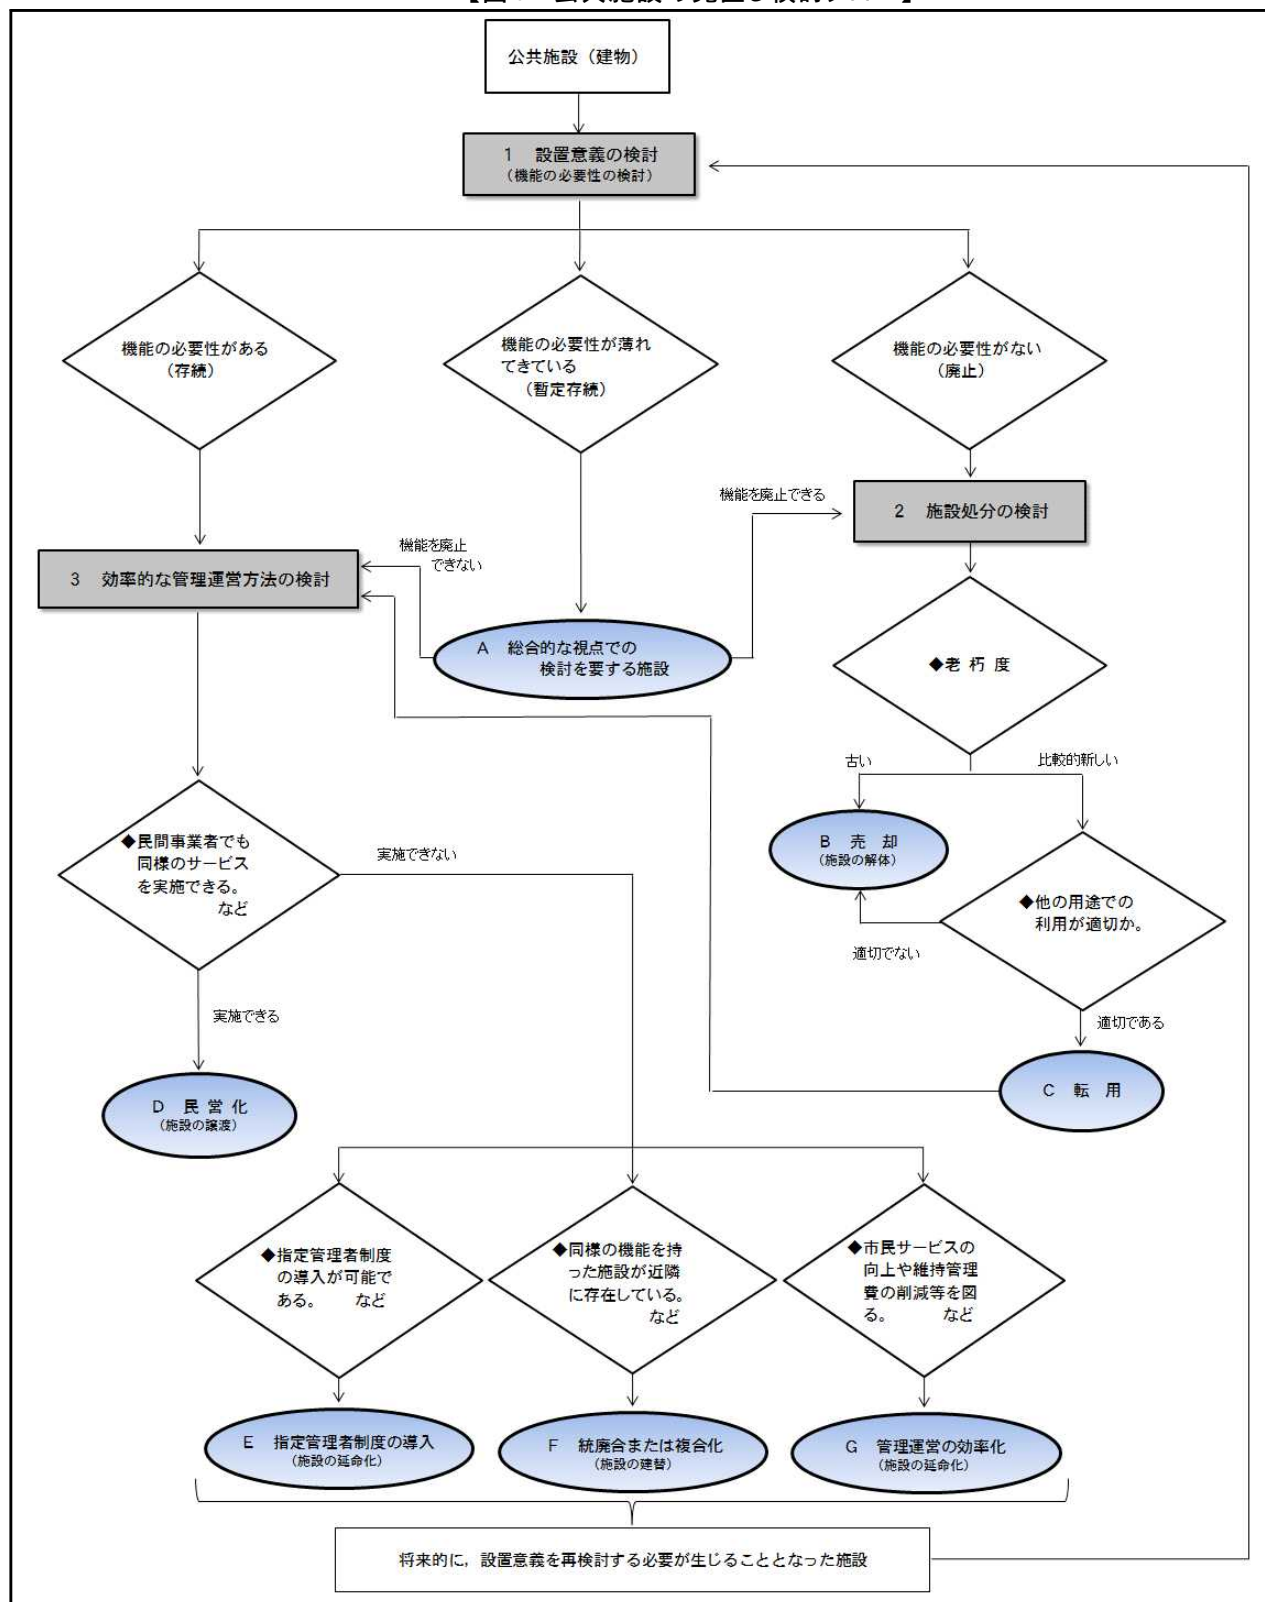 公共施設（建物）
1　設置意義の検討
（機能の必要性の検討）
機能の必要性がある
（存続）
機能の必要性が薄れ
てきている
（暫定存続）
機能の必要性がない
（廃止）
機能を廃止できる
2　施設処分の検討
機能を廃止
できない
3　効率的な管理運営方法の検討
A　総合的な視点での
検討を要する施設
◆老 朽 度
古い
比較的新しい
◆民間事業者でも
同様のサービス
を実施できる。
など
実施できない
B　売　却
（施設の解体）
◆他の用途での
利用が適切か。
適切でない
実施できる
適切である
D　民 営 化
（施設の譲渡）
C　転　用
◆指定管理者制度
の導入が可能で
ある。　　など
◆同様の機能を持
った施設が近隣
に存在している。
など
◆市民サービスの
向上や維持管理
費の削減等を図
る。　　　など
E　指定管理者制度の導入
（施設の延命化）
F　統廃合または複合化
（施設の建替）
G　管理運営の効率化
（施設の延命化）
将来的に，設置意義を再検討する必要が生じることとなった施設